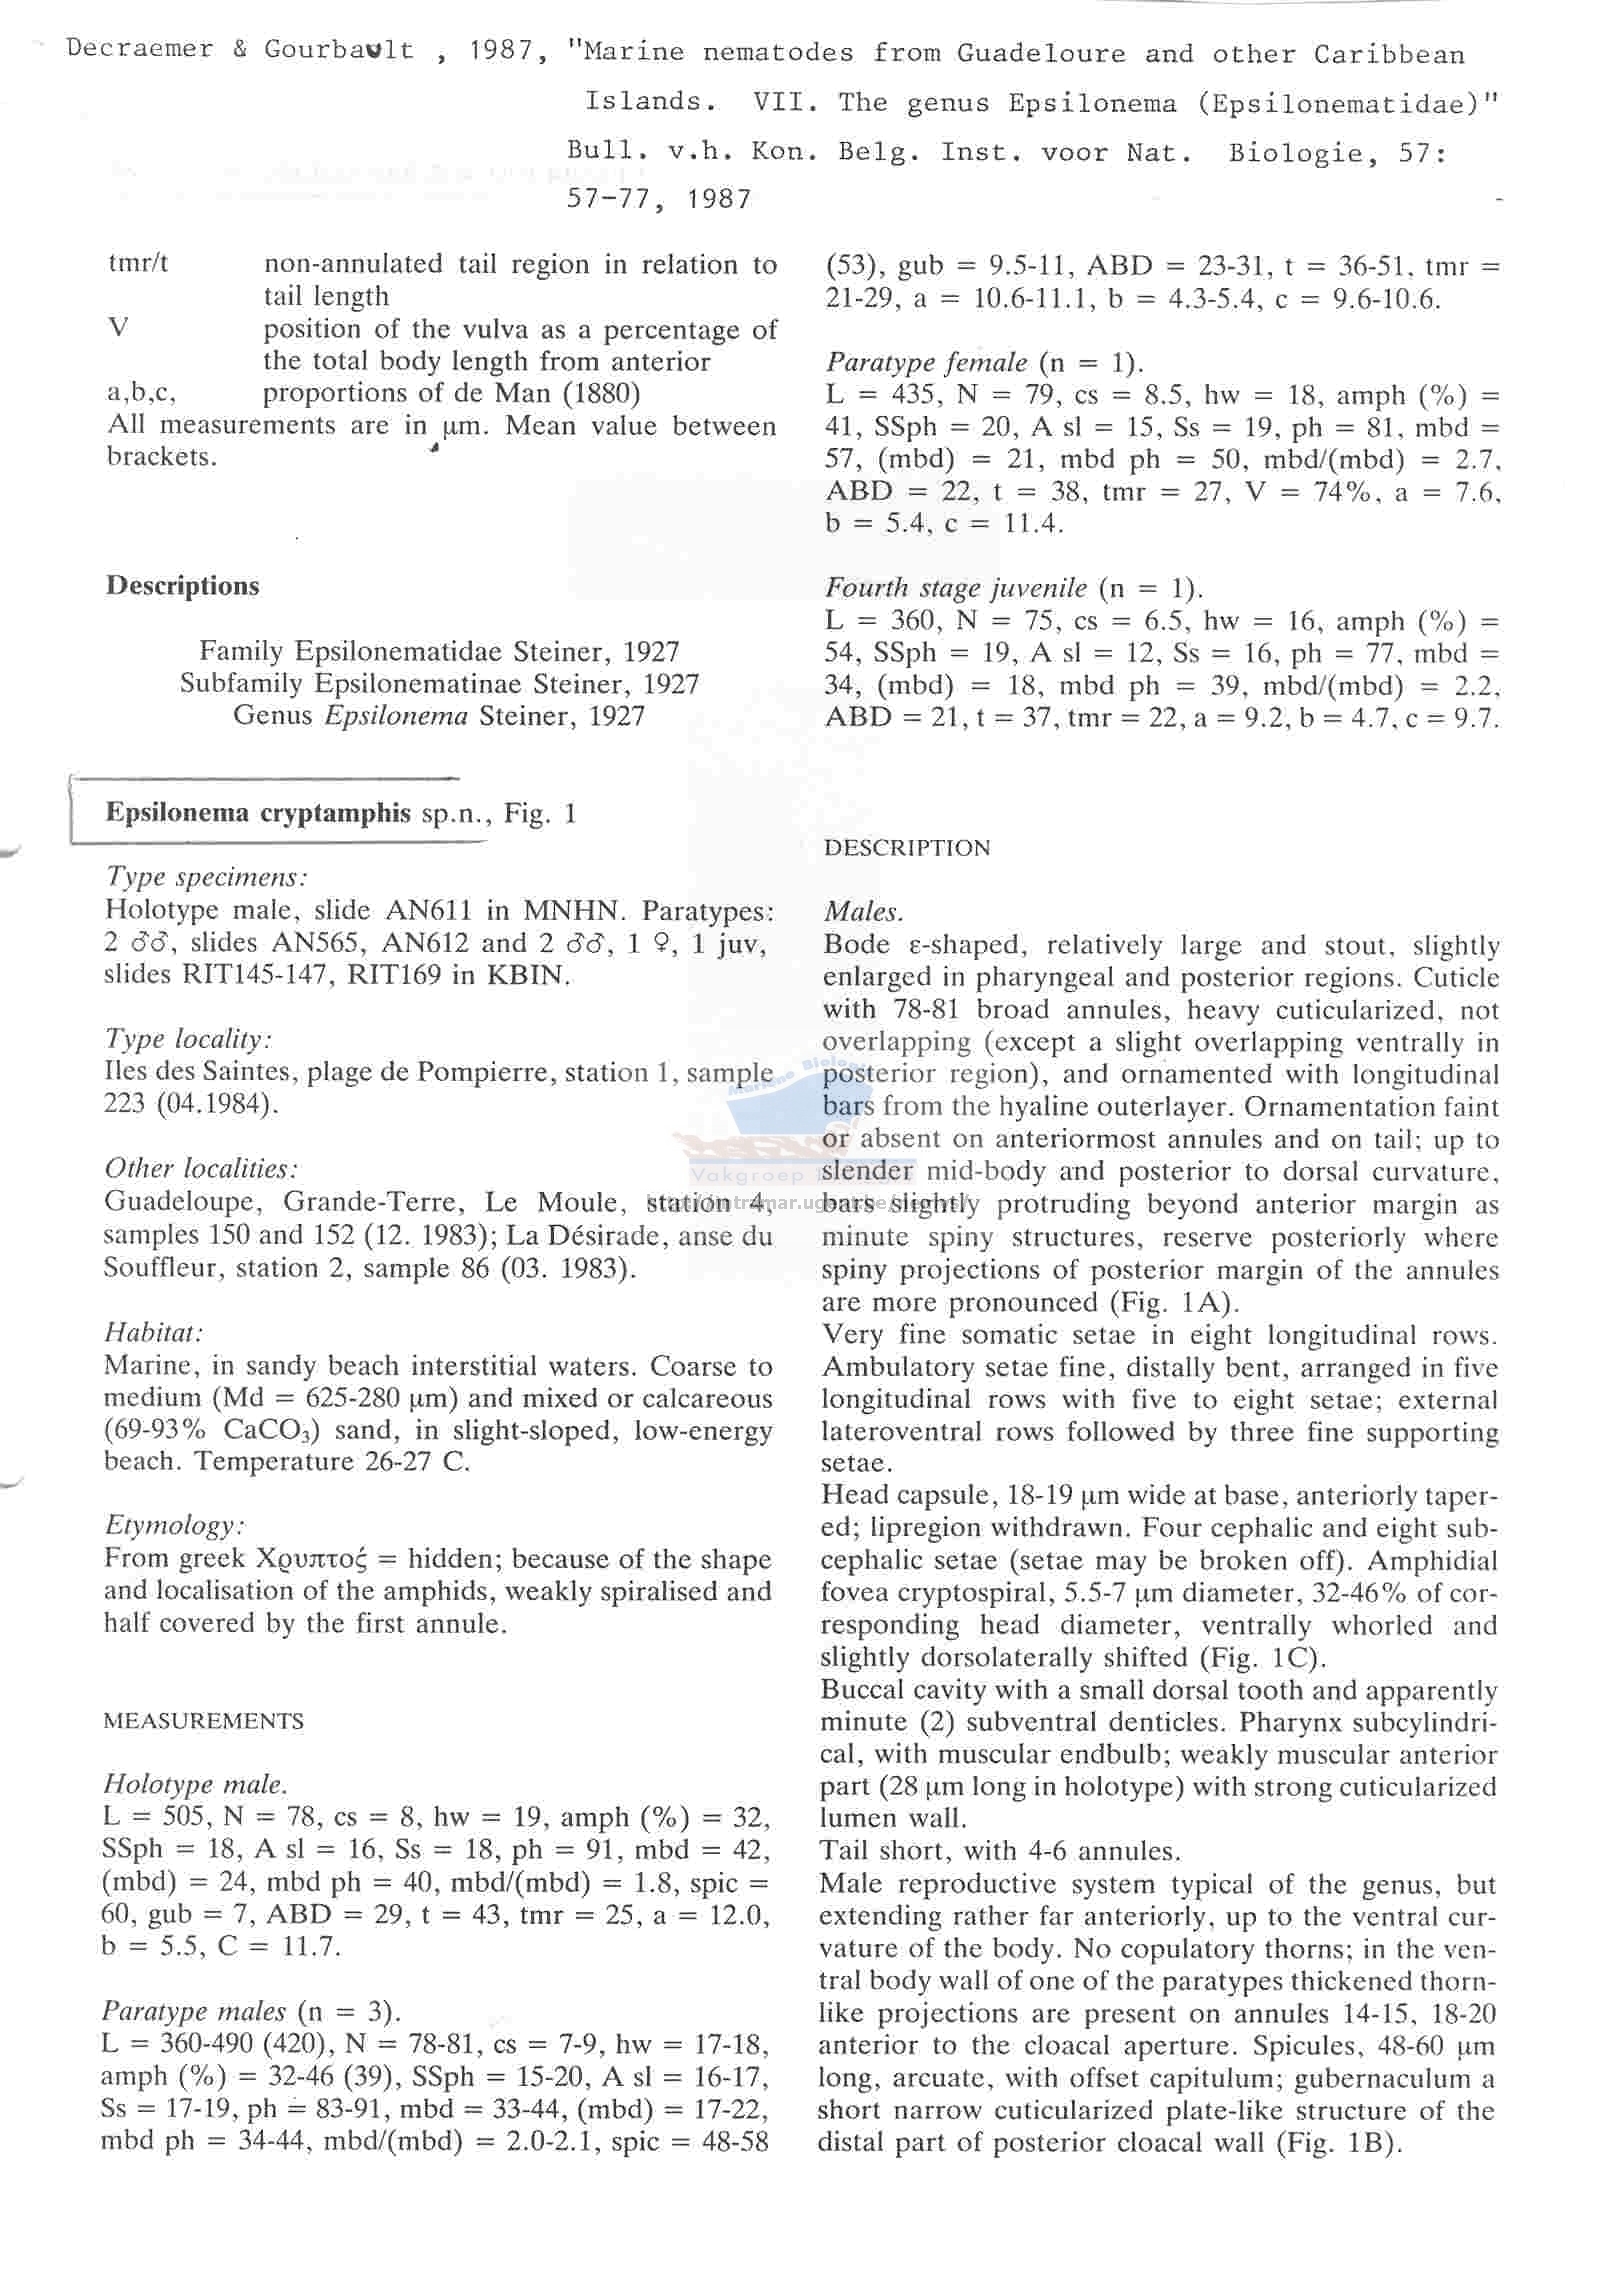 Decraemer & Gourbault , 1987, "Marine nematodes from Guadeloure and other Caribbean
Islands. VII. The genus Epsilonema (Epsilonematidae)"
Bull. v.h. Kon. Belg. Inst. voor Nat. Biologie, 57:
57-77, 1987
tmr/t non-annulated tail region in relation to
tail length
V position of the vulva as a percentage of
the total body length from anterior
a,b,c, proportions of de Man (1880)
All measurements are in µm. Mean value between
brackets.
Descriptions
Family Epsilonematidae Steiner, 1927
Subfamily Epsilonematinae Steiner, 1927
Genus Epsilonema Steiner, 1927
Epsilonema cryptamphis sp.n., Fig. 1
Type specimens:
Holotype male, slide AN611 in MNHN. Paratypes:
2 ♂♂, slides AN565, AN612 and 2 ♂♂, 1 ♀, 1 juv,
slides RIT145-147, RIT169 in KBIN.
Type locality:
Iles des Saintes, plage de Pompierre, station 1, sample
223 (04.1984).
Other localities:
Guadeloupe, Grande-Terre, Le Moule, station 4,
samples 150 and 152 (12. 1983); La Désirade, anse du
Souffleur, station 2, sample 86 (03. 1983).
Habitat:
Marine, in sandy beach interstitial waters. Coarse to
medium (Md = 625-280 µm) and mixed or calcareous
(69-93% CaCO₃) sand, in slight-sloped, low-energy
beach. Temperature 26-27 C.
Etymology:
From greek Χρυπτος = hidden; because of the shape
and localisation of the amphids, weakly spiralised and
half covered by the first annule.
MEASUREMENTS
Holotype male.
L = 505, N = 78, cs = 8, hw = 19, amph (%) = 32,
SSph = 18, A sl = 16, Ss = 18, ph = 91, mbd = 42,
(mbd) = 24, mbd ph = 40, mbd/(mbd) = 1.8, spic =
60, gub = 7, ABD = 29, t = 43, tmr = 25, a = 12.0,
b = 5.5, C = 11.7.
Paratype males (n = 3).
L = 360-490 (420), N = 78-81, cs = 7-9, hw = 17-18,
amph (%) = 32-46 (39), SSph = 15-20, A sl = 16-17,
Ss = 17-19, ph = 83-91, mbd = 33-44, (mbd) = 17-22,
mbd ph = 34-44, mbd/(mbd) = 2.0-2.1, spic = 48-58
(53), gub = 9.5-11, ABD = 23-31, t = 36-51, tmr =
21-29, a = 10.6-11.1, b = 4.3-5.4, c = 9.6-10.6.
Paratype female (n = 1).
L = 435, N = 79, cs = 8.5, hw = 18, amph (%) =
41, SSph = 20, A sl = 15, Ss = 19, ph = 81, mbd =
57, (mbd) = 21, mbd ph = 50, mbd/(mbd) = 2.7,
ABD = 22, t = 38, tmr = 27, V = 74%, a = 7.6,
b = 5.4, c = 11.4.
Fourth stage juvenile (n = 1).
L = 360, N = 75, cs = 6.5, hw = 16, amph (%) =
54, SSph = 19, A sl = 12, Ss = 16, ph = 77, mbd =
34, (mbd) = 18, mbd ph = 39, mbd/(mbd) = 2.2,
ABD = 21, t = 37, tmr = 22, a = 9.2, b = 4.7, c = 9.7.
DESCRIPTION
Males.
Bode ε-shaped, relatively large and stout, slightly
enlarged in pharyngeal and posterior regions. Cuticle
with 78-81 broad annules, heavy cuticularized, not
overlapping (except a slight overlapping ventrally in
posterior region), and ornamented with longitudinal
bars from the hyaline outerlayer. Ornamentation faint
or absent on anteriormost annules and on tail; up to
slender mid-body and posterior to dorsal curvature,
bars slightly protruding beyond anterior margin as
minute spiny structures, reserve posteriorly where
spiny projections of posterior margin of the annules
are more pronounced (Fig. 1A).
Very fine somatic setae in eight longitudinal rows.
Ambulatory setae fine, distally bent, arranged in five
longitudinal rows with five to eight setae; external
lateroventral rows followed by three fine supporting
setae.
Head capsule, 18-19 µm wide at base, anteriorly taper-
ed; lipregion withdrawn. Four cephalic and eight sub-
cephalic setae (setae may be broken off). Amphidial
fovea cryptospiral, 5.5-7 µm diameter, 32-46% of cor-
responding head diameter, ventrally whorled and
slightly dorsolaterally shifted (Fig. 1C).
Buccal cavity with a small dorsal tooth and apparently
minute (2) subventral denticles. Pharynx subcylindri-
cal, with muscular endbulb; weakly muscular anterior
part (28 µm long in holotype) with strong cuticularized
lumen wall.
Tail short, with 4-6 annules.
Male reproductive system typical of the genus, but
extending rather far anteriorly, up to the ventral cur-
vature of the body. No copulatory thorns; in the ven-
tral body wall of one of the paratypes thickened thorn-
like projections are present on annules 14-15, 18-20
anterior to the cloacal aperture. Spicules, 48-60 µm
long, arcuate, with offset capitulum; gubernaculum a
short narrow cuticularized plate-like structure of the
distal part of posterior cloacal wall (Fig. 1B).
Vakgroep